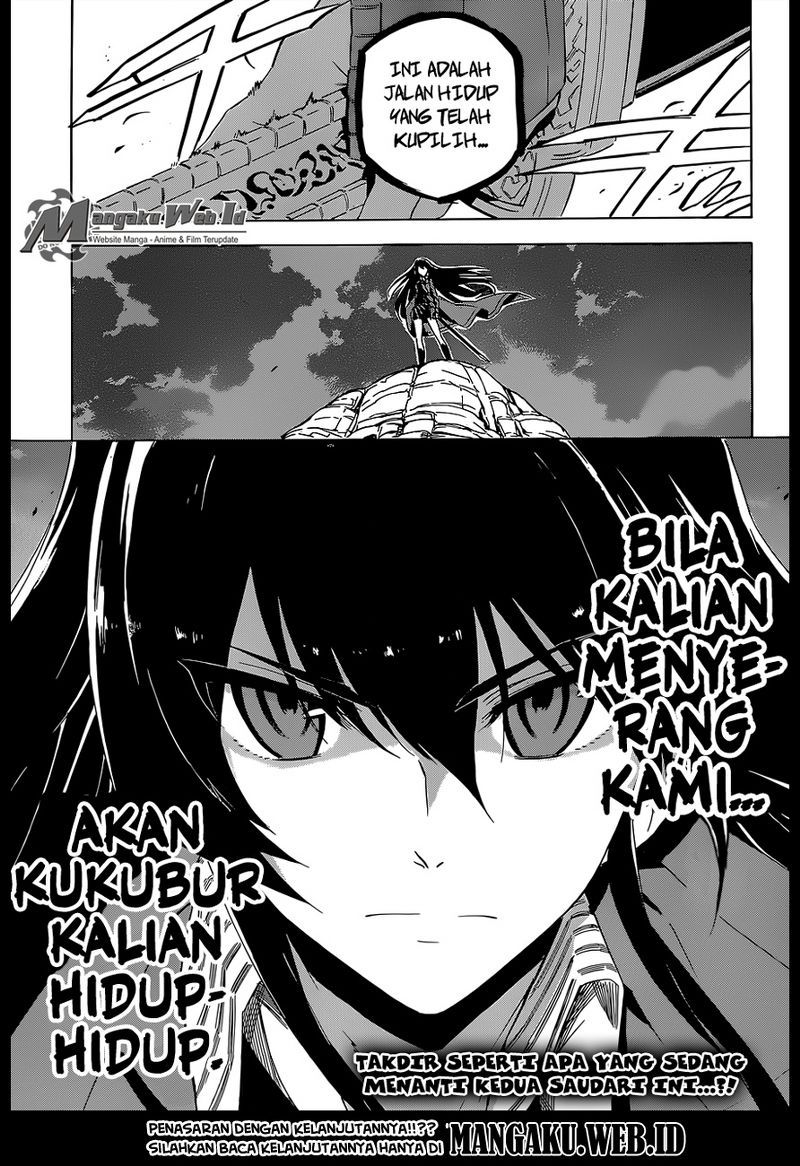 INI ADALAH
JALAN HIDUP
YANG TELAH
KUPILIH...
Mangaku.Web.Id
Website Manga - Anime & Film Terupdate
BILA
KALIAN
MENYE-
RANG
KAMI...
AKAN
KUKUBUR
KALIAN
HIDUP-
HIDUP.
TAKDIR SEPERTI APA YANG SEDANG
MENANTI KEDUA SAUDARI INI...?!
PENASARAN DENGAN KELANJUTANNYA!!??
SILAHKAN BACA KELANJUTANNYA HANYA DI MANGAKU.WEB.ID